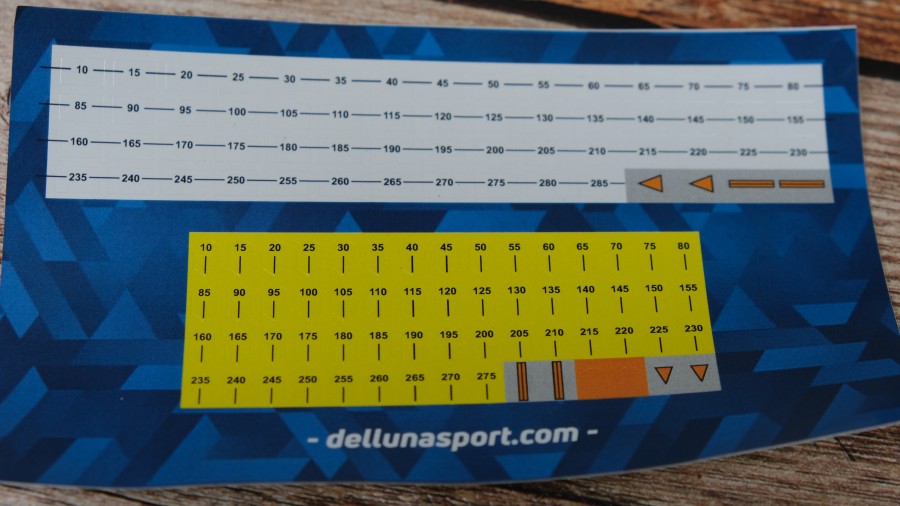 10 15 20 25 30 35 40 45 50 55 60 65 70 75 80
85 90 95 100 105 110 115 120 125 130 135 140 145 150 155
160 165 170 175 180 185 190 195 200 205 210 215 220 225 230
235 240 245 250 255 260 265 270 275 280 285
10 15 20 25 30 35 40 45 50 55 60 65 70 75 80
85 90 95 100 105 110 115 120 125 130 135 140 145 150 155
160 165 170 175 180 185 190 195 200 205 210 215 220 225 230
235 240 245 250 255 260 265 270 275
- dellunasport.com -